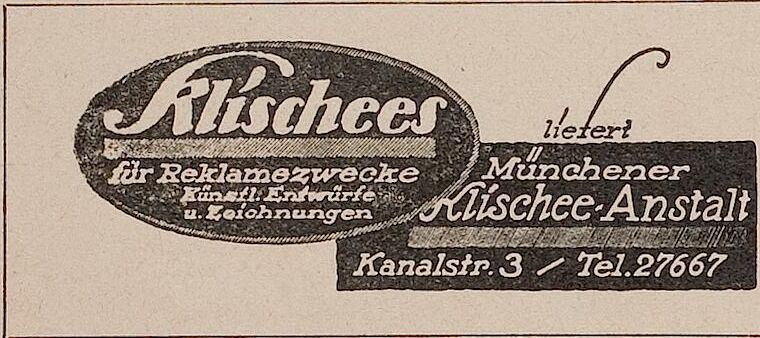 Klischees
für Reklamezwecke
Künstl. Entwürfe
u. Zeichnungen
liefert
Münchener
Klischee-Anstalt
Kanalstr. 3 / Tel. 27667